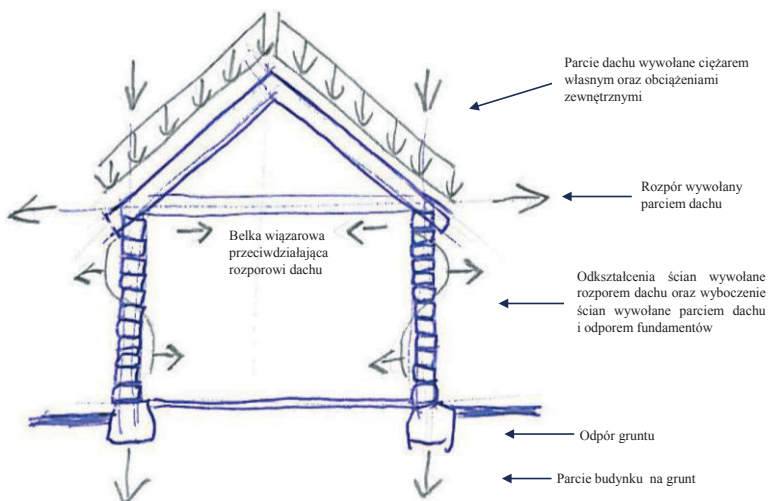 Parcie dachu wywołane ciężarem
własnym oraz obciążeniami
zewnętrznymi
Rozpór wywołany
parciem dachu
Belka wiązarowa
przeciwdziałająca
rozporowi dachu
Odkształcenia ścian wywołane
rozporem dachu oraz wyboczenie
ścian wywołane parciem dachu
i odporem fundamentów
Odpór gruntu
Parcie budynku na grunt